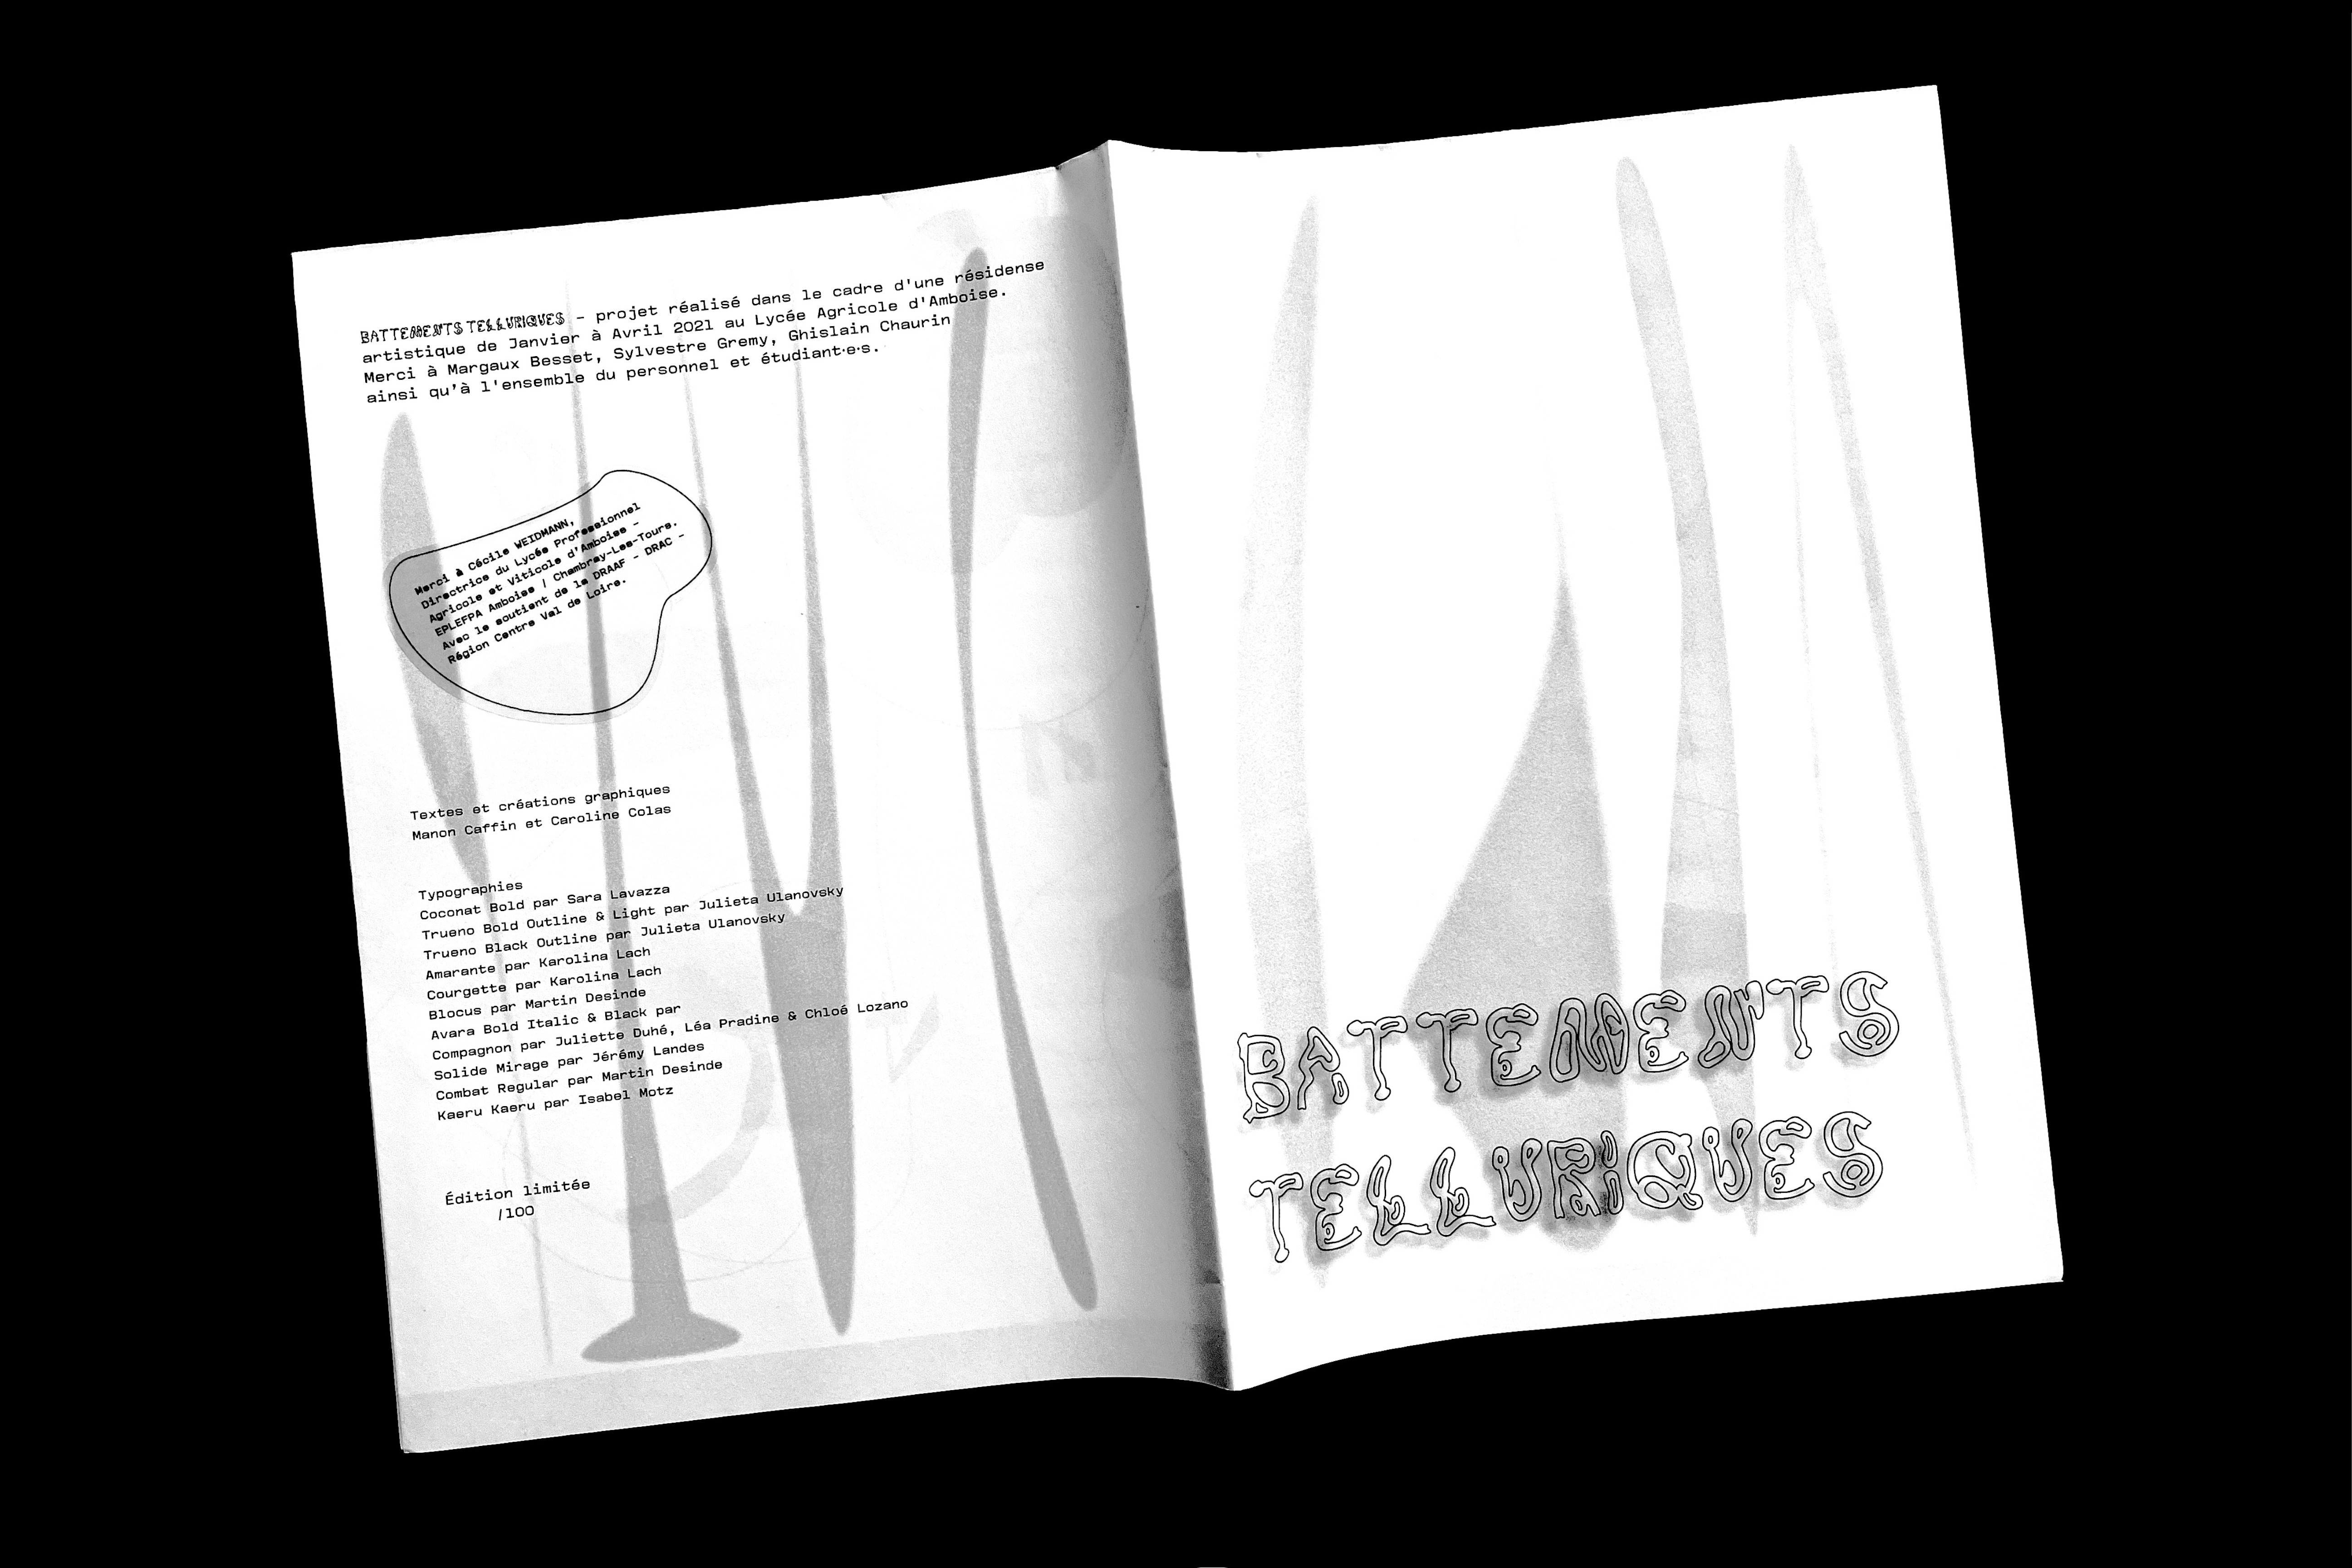 BATTEMENTS TELLURIQUES – projet réalisé dans le cadre d'une résidense
artistique de Janvier à Avril 2021 au Lycée Agricole d'Amboise.
Merci à Margaux Besset, Sylvestre Gremy, Ghislain Chaurin
ainsi qu'à l'ensemble du personnel et étudiant·e·s.
Merci à Cécile WEIDMANN,
Directrice du Lycée Professionnel
Agricole et Viticole d'Amboise –
EPLEFPA Amboise / Chambray-Les-Tours.
Avec le soutient de la DRAAF - DRAC -
Région Centre Val de Loire.
Textes et créations graphiques
Manon Caffin et Caroline Colas
Typographies
Coconat Bold par Sara Lavazza
Trueno Bold Outline & Light par Julieta Ulanovsky
Trueno Black Outline par Julieta Ulanovsky
Amarante par Karolina Lach
Courgette par Karolina Lach
Blocus par Martin Desinde
Avara Bold Italic & Black par
Compagnon par Juliette Duhé, Léa Pradine & Chloé Lozano
Solide Mirage par Jérémy Landes
Combat Regular par Martin Desinde
Kaeru Kaeru par Isabel Motz
Édition limitée
/100
BATTEMENTS
TELLURIQUES